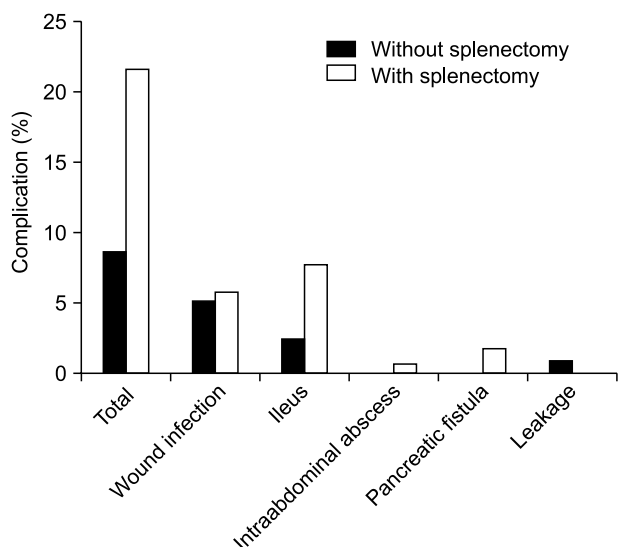 25
20
15
10
5
0
Complication (%)
Without splenectomy
With splenectomy
Total
Wound infection
Ileus
Intraabdominal abscess
Pancreatic fistula
Leakage